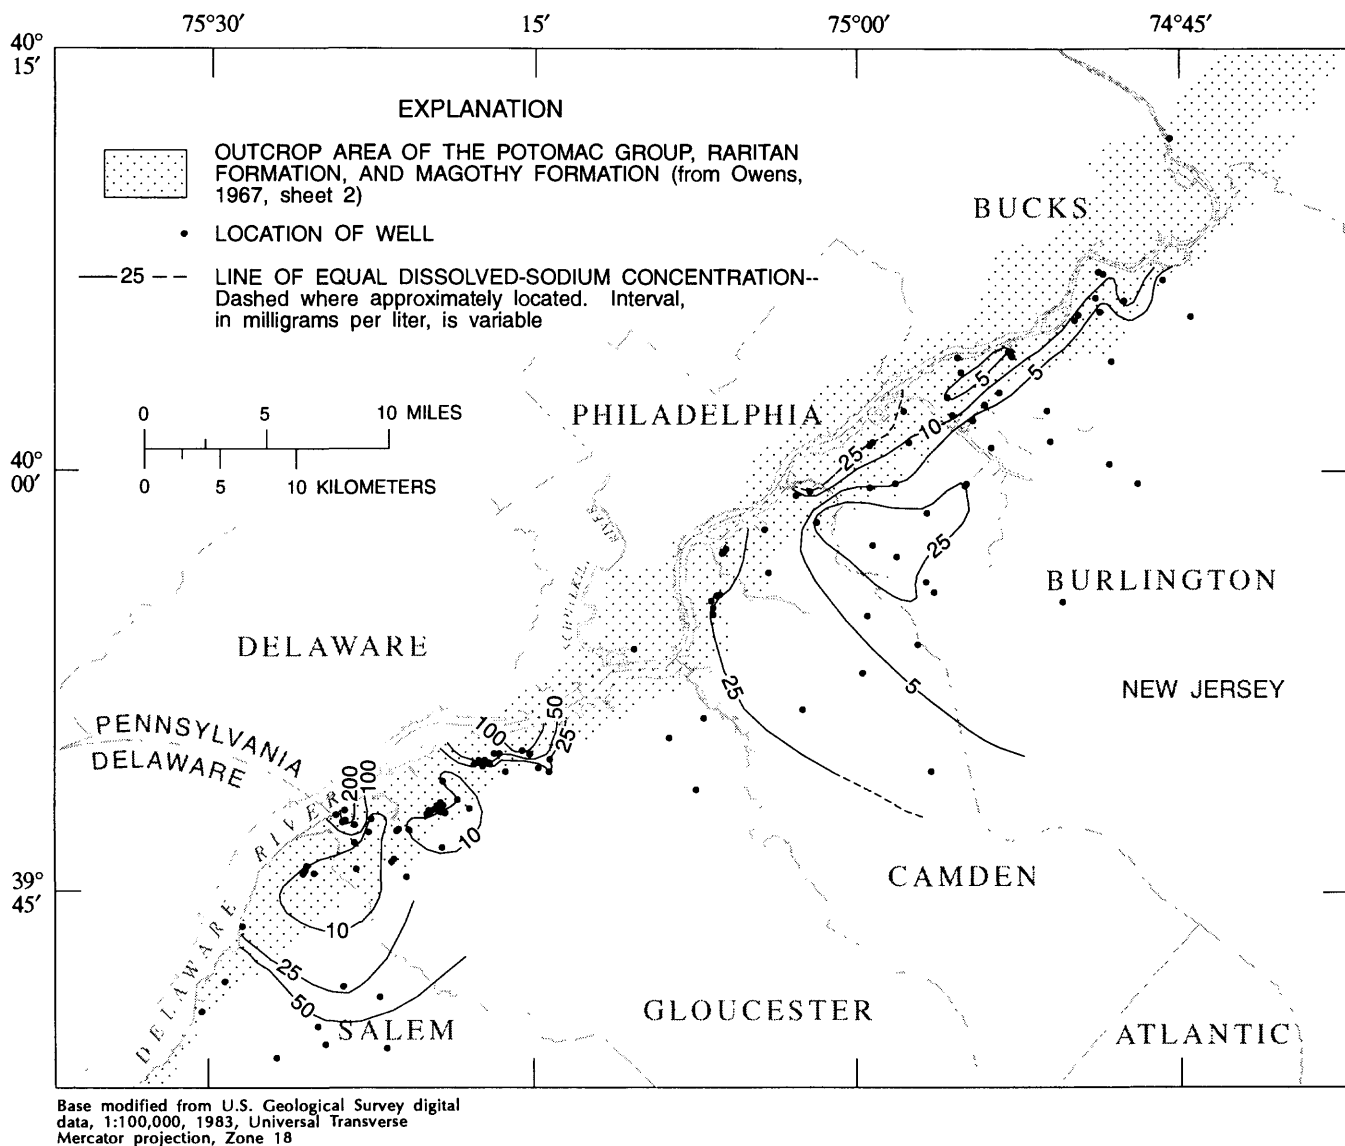 75°30′ 15′ 75°00′ 74°45′
40°
15′
EXPLANATION
OUTCROP AREA OF THE POTOMAC GROUP, RARITAN
FORMATION, AND MAGOTHY FORMATION (from Owens,
1967, sheet 2)
LOCATION OF WELL
25 LINE OF EQUAL DISSOLVED-SODIUM CONCENTRATION--
Dashed where approximately located. Interval,
in milligrams per liter, is variable
0 5 10 MILES
0 5 10 KILOMETERS
BUCKS
PHILADELPHIA
5
5
10
25
40°
00′
SCHUYLKILL RIVER
25
BURLINGTON
DELAWARE
NEW JERSEY
5
25
50
25
100
PENNSYLVANIA
DELAWARE
200
100
10
DELAWARE RIVER
CAMDEN
39°
45′
10
25
50
SALEM
GLOUCESTER
ATLANTIC
Base modified from U.S. Geological Survey digital
data, 1:100,000, 1983, Universal Transverse
Mercator projection, Zone 18